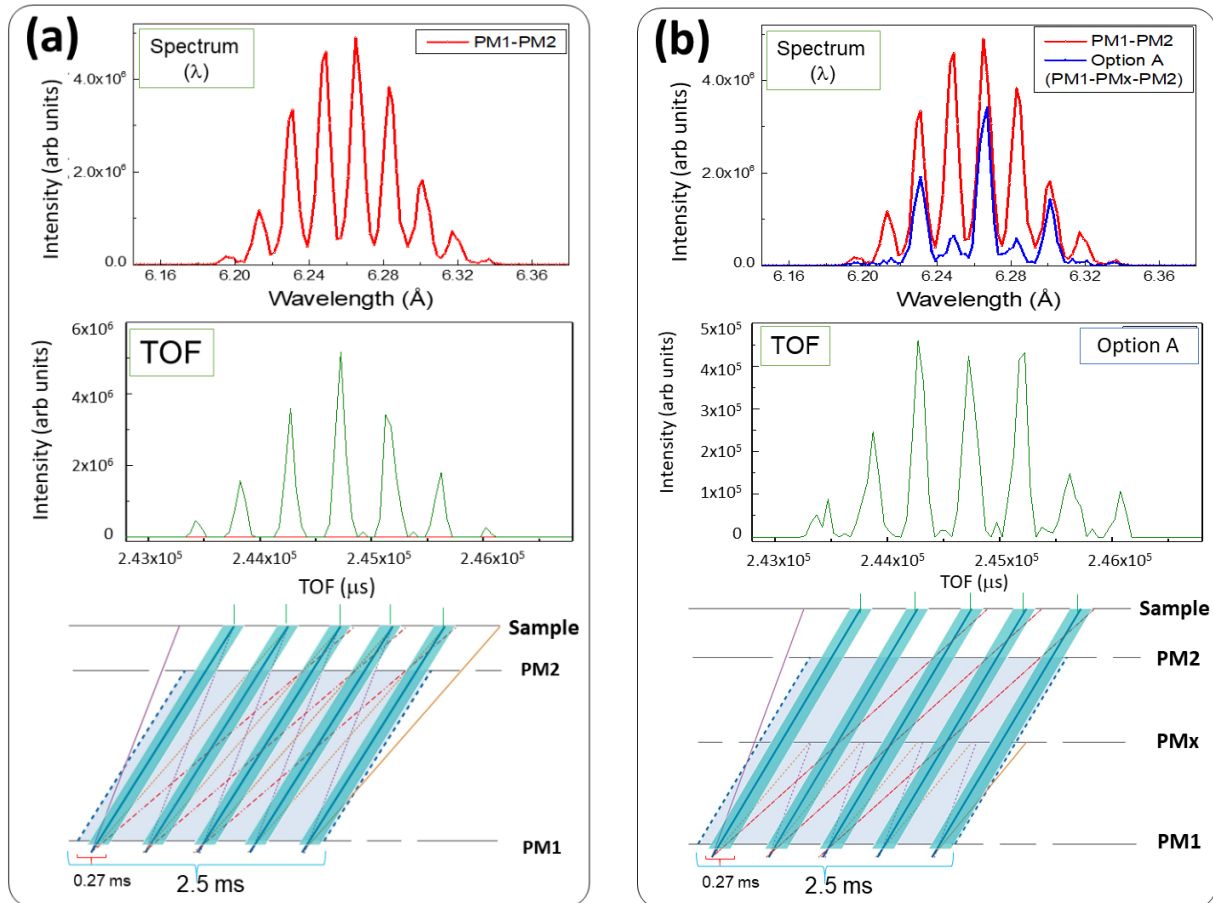 (a)
Spectrum
(λ)
PM1-PM2
Intensity (arb units)
4.0x10⁶
2.0x10⁶
0.0
6.16 6.20 6.24 6.28 6.32 6.36
Wavelength (Å)
TOF
Intensity (arb units)
6x10⁶
4x10⁶
2x10⁶
0
2.43x10⁵ 2.44x10⁵ 2.45x10⁵ 2.46x10⁵
TOF (μs)
Sample
PM2
PM1
0.27 ms
2.5 ms
(b)
Spectrum
(λ)
PM1-PM2
Option A
(PM1-PMx-PM2)
Intensity (arb units)
4.0x10⁶
2.0x10⁶
0.0
6.16 6.20 6.24 6.28 6.32 6.36
Wavelength (Å)
TOF
Option A
Intensity (arb units)
5x10⁵
4x10⁵
3x10⁵
2x10⁵
1x10⁵
0
2.43x10⁵ 2.44x10⁵ 2.45x10⁵ 2.46x10⁵
TOF (μs)
Sample
PM2
PMx
PM1
0.27 ms
2.5 ms